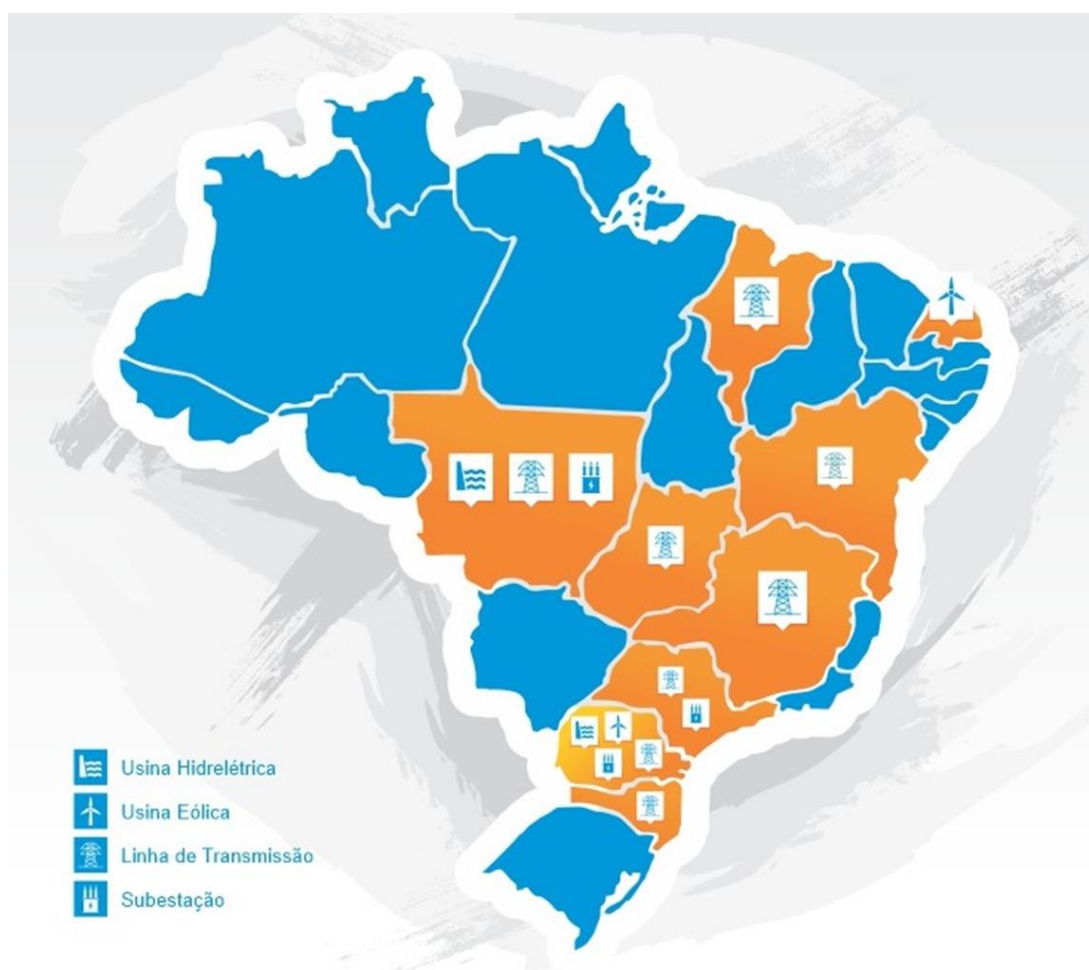 Usina Hidrelétrica
Usina Eólica
Linha de Transmissão
Subestação